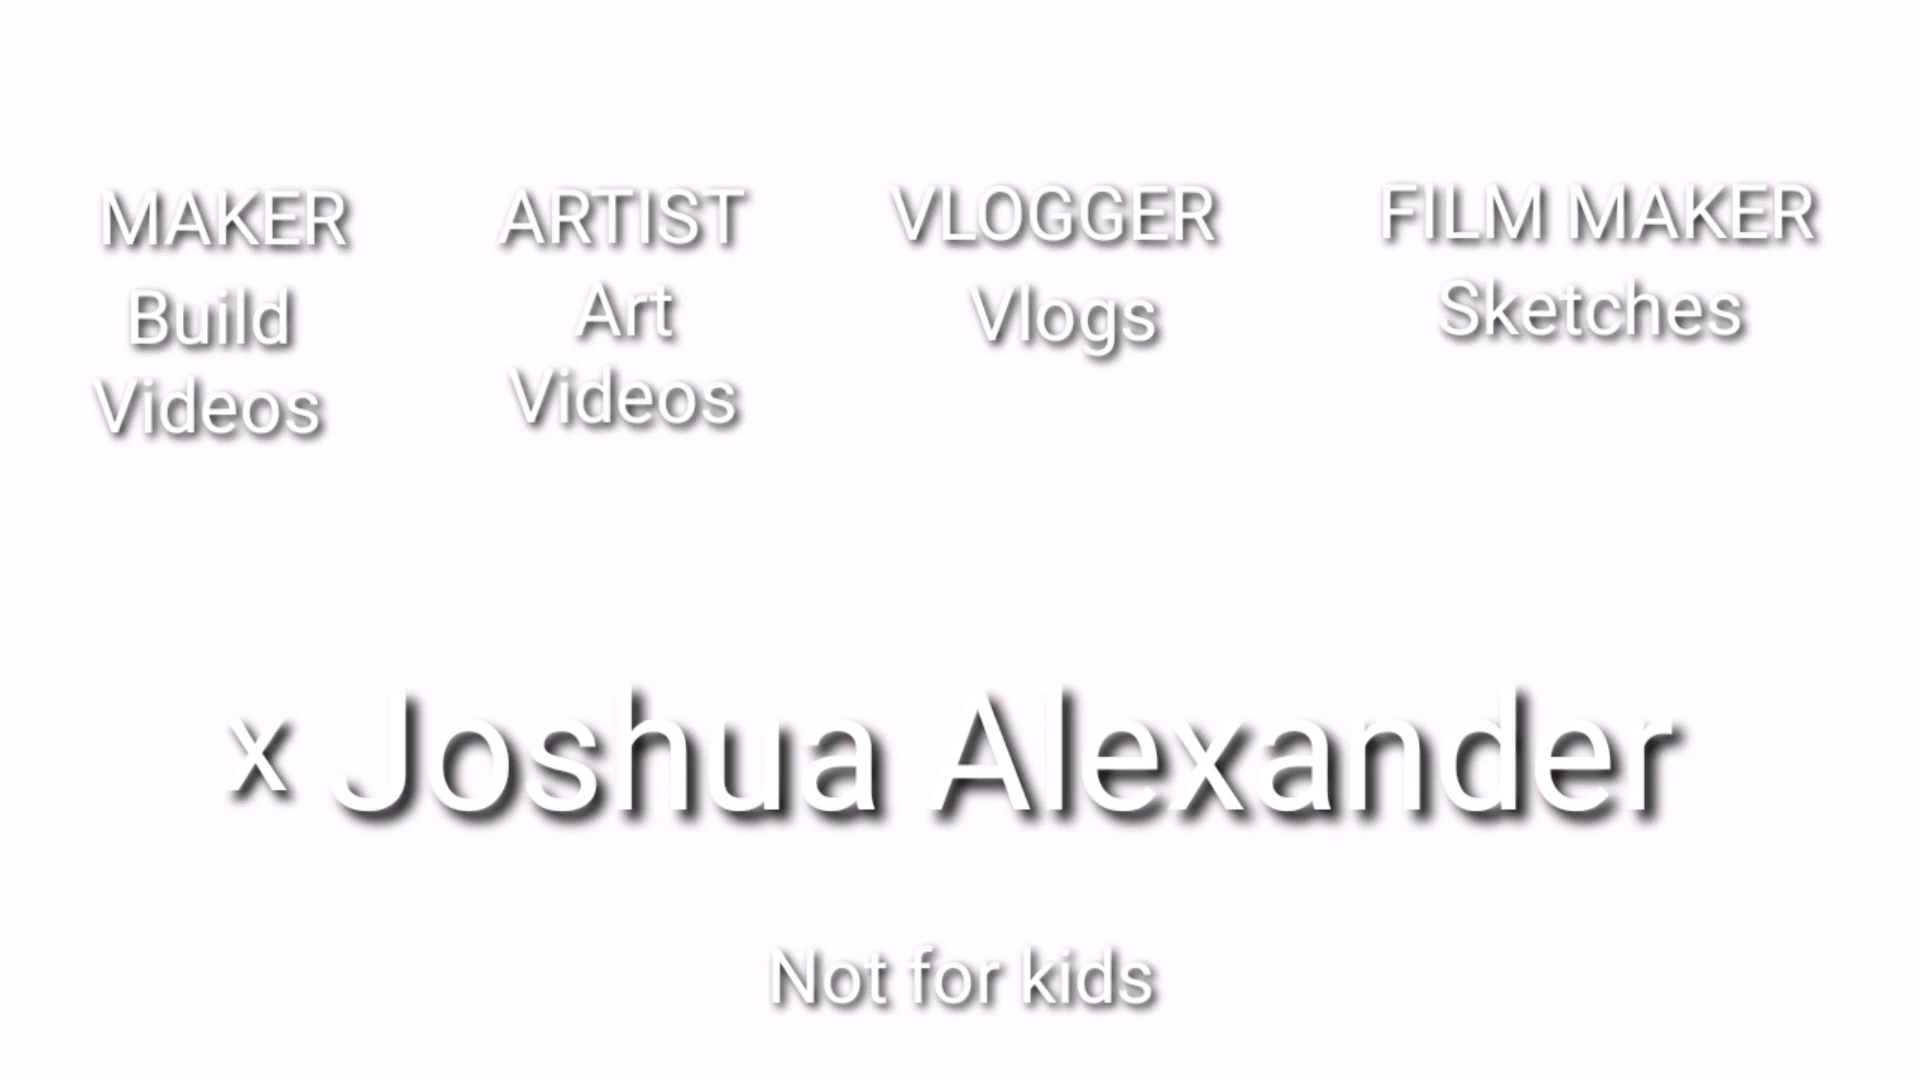 MAKER
Build
Videos
ARTIST
Art
Videos
VLOGGER
Vlogs
FILM MAKER
Sketches
x Joshua Alexander
Not for kids